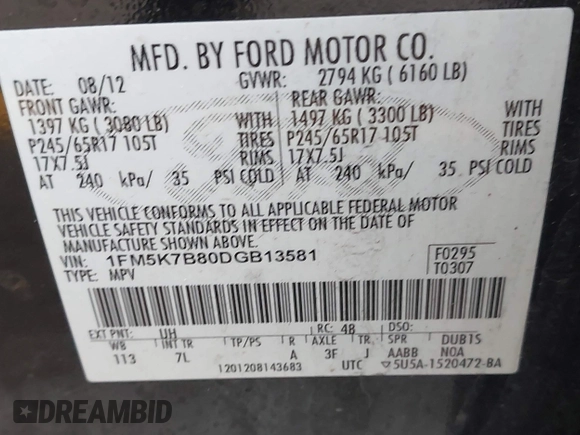 MFD. BY FORD MOTOR CO.
DATE: 08/12 GVWR: 2794 KG ( 6160 LB)
FRONT GAWR: REAR GAWR:
1397 KG ( 3080 LB) WITH 1497 KG ( 3300 LB) WITH
P245/65R17 105T TIRES P245/65R17 105T TIRES
17X7.5J RIMS 17X7.5J RIMS
AT 240 kPa/ 35 PSI COLD AT 240 kPa/ 35 PSI COLD
THIS VEHICLE CONFORMS TO ALL APPLICABLE FEDERAL MOTOR
VEHICLE SAFETY STANDARDS IN EFFECT ON THE DATE OF
MANUFACTURE SHOWN ABOVE.
VIN: 1FM5K7B80DGB13581 F0295
TYPE: MPV T0307
EXT PNT: UH RC: 48 DSO:
WB INT TR TP/PS R AXLE TR SPR DUB1S
113 7L A 3F J AABB N0A
1201208143683 UTC 5U5A-1520472-BA
DREAMBID